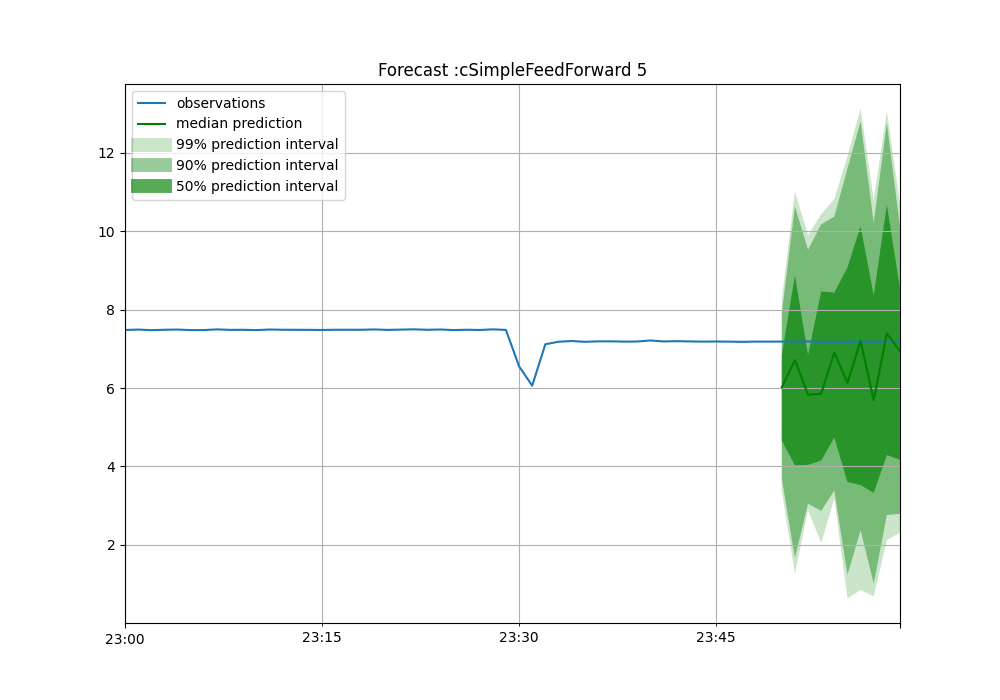 Forecast :cSimpleFeedForward 5
observations
median prediction
99% prediction interval
90% prediction interval
50% prediction interval
12
10
8
6
4
2
23:00
23:15
23:30
23:45